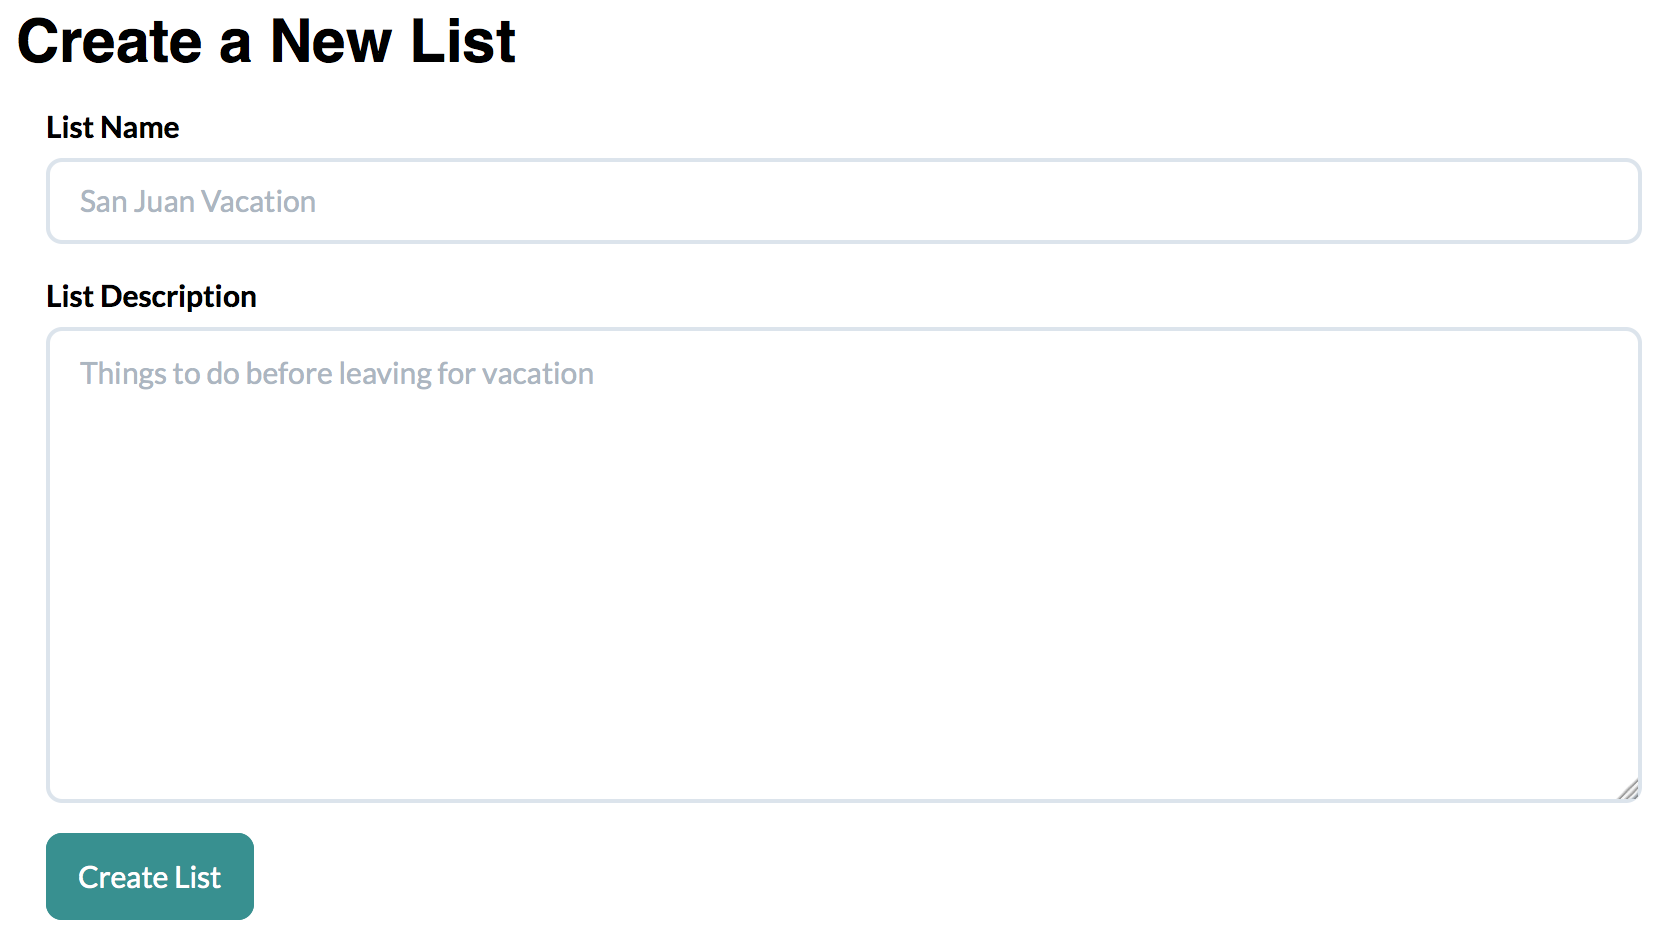 Create a New List
List Name
San Juan Vacation
List Description
Things to do before leaving for vacation
Create List